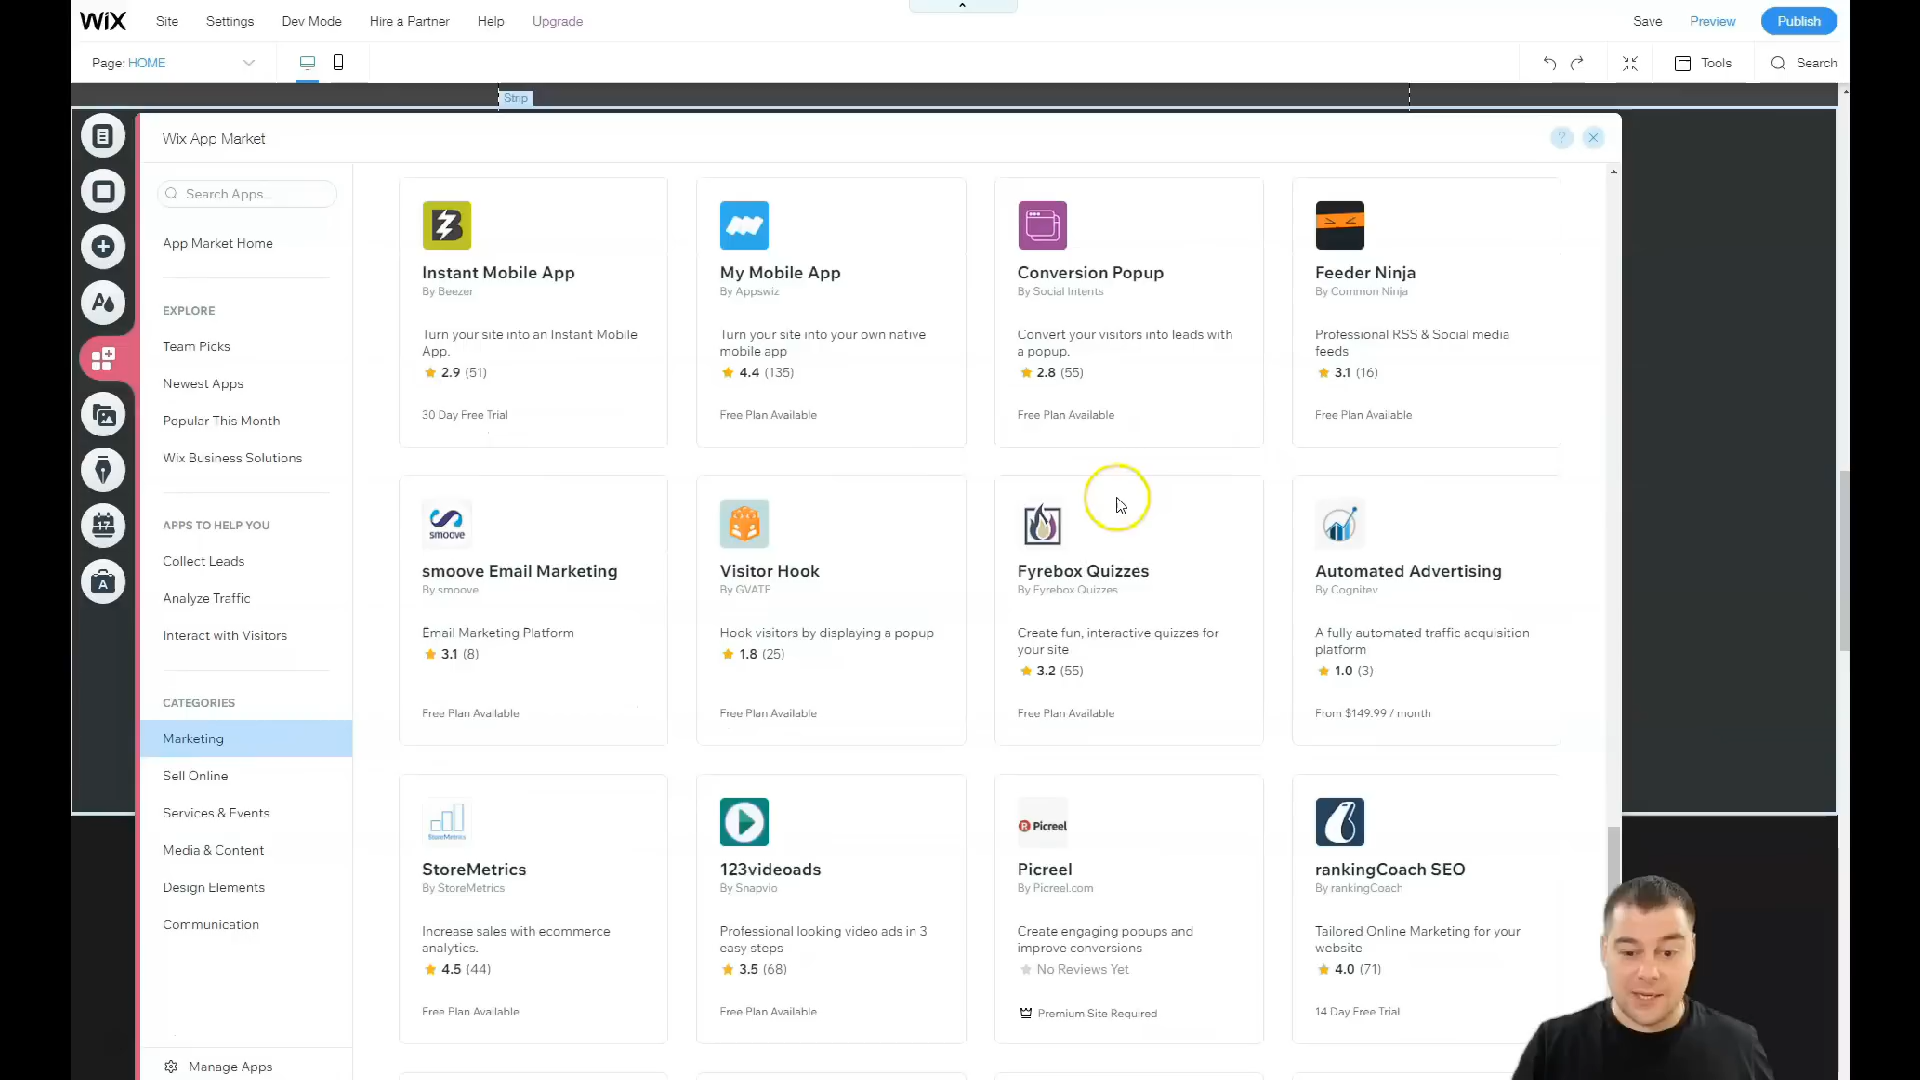 WIX Site Settings Dev Mode Hire a Partner Help Upgrade Save Preview Publish
Page: HOME Tools Search
Strip
Wix App Market ?
Search Apps...
App Market Home
EXPLORE
Team Picks
Newest Apps
Popular This Month
Wix Business Solutions
APPS TO HELP YOU
Collect Leads
Analyze Traffic
Interact with Visitors
CATEGORIES
Marketing
Sell Online
Services & Events
Media & Content
Design Elements
Communication
Manage Apps
17
A
Instant Mobile App
By Beezer
Turn your site into an Instant Mobile
App.
2.9 (51)
30 Day Free Trial
My Mobile App
By Appswiz
Turn your site into your own native
mobile app
4.4 (135)
Free Plan Available
Conversion Popup
By Social Intents
Convert your visitors into leads with
a popup.
2.8 (55)
Free Plan Available
Feeder Ninja
By Common Ninja
Professional RSS & Social media
feeds
3.1 (16)
Free Plan Available
smoove
smoove Email Marketing
By smoove
Email Marketing Platform
3.1 (8)
Free Plan Available
Visitor Hook
By GVATE
Hook visitors by displaying a popup
1.8 (25)
Free Plan Available
Fyrebox Quizzes
By Fyrebox Quizzes
Create fun, interactive quizzes for
your site
3.2 (55)
Free Plan Available
Automated Advertising
By Cognitev
A fully automated traffic acquisition
platform
1.0 (3)
From $149.99 / month
StoreMetrics
StoreMetrics
By StoreMetrics
Increase sales with ecommerce
analytics.
4.5 (44)
Free Plan Available
123videoads
By Snapvio
Professional looking video ads in 3
easy steps
3.5 (68)
Free Plan Available
Picreel
Picreel
By Picreel.com
Create engaging popups and
improve conversions
No Reviews Yet
Premium Site Required
rankingCoach SEO
By rankingCoach
Tailored Online Marketing for your
website
4.0 (71)
14 Day Free Trial